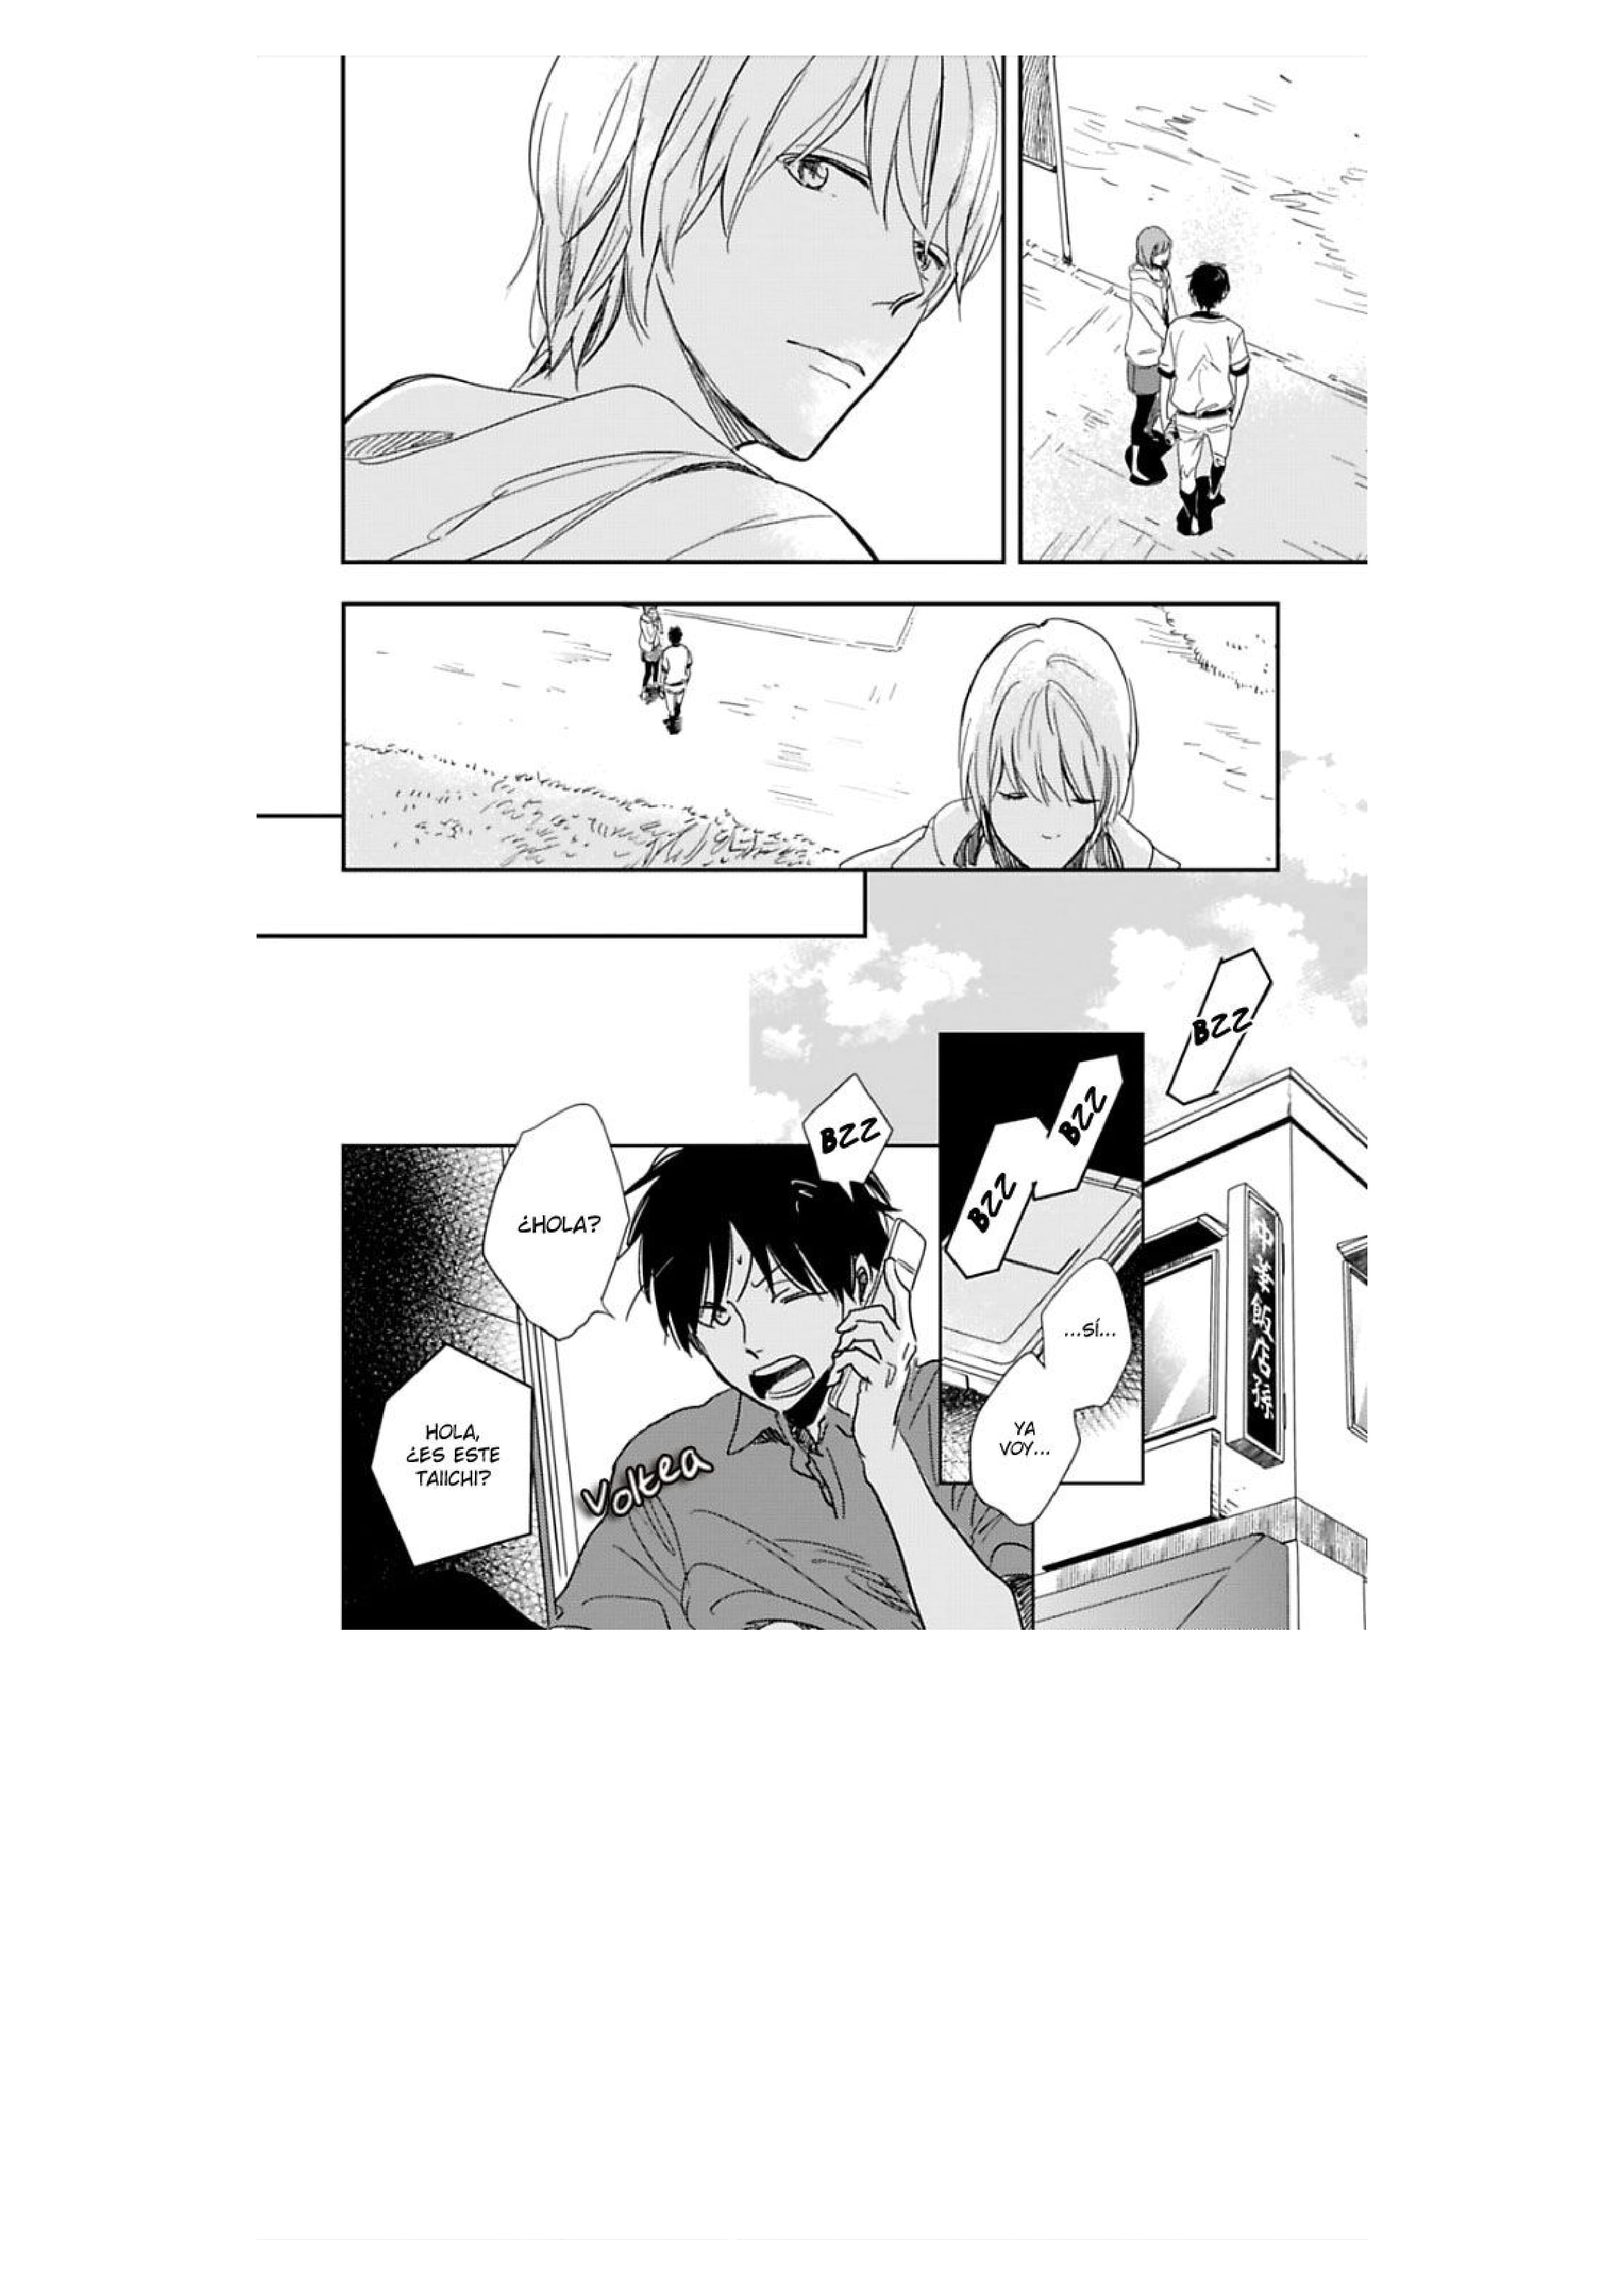 BZZ
中華飯店孫
BZZ
BZZ
...SÍ...
YA
VOY...
BZZ
¿HOLA?
Voltea
HOLA,
¿ES ESTE
TAIICHI?